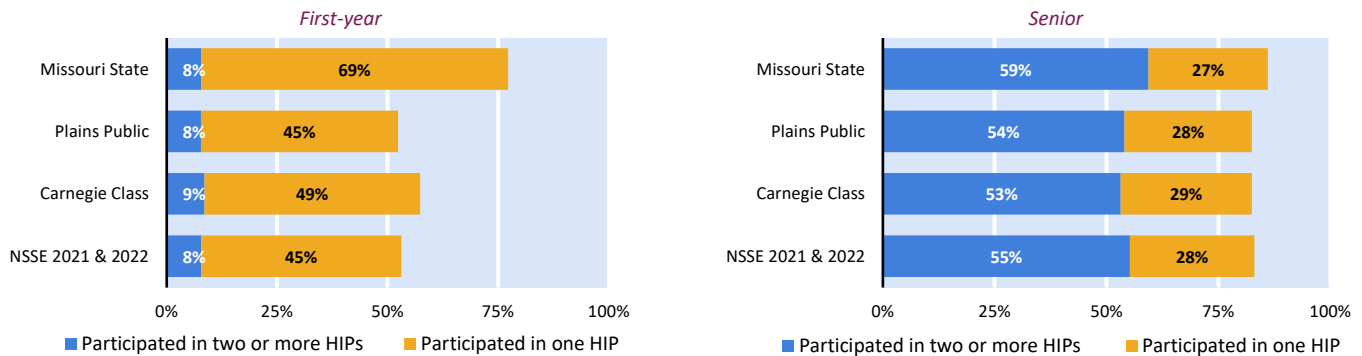 First-year
Missouri State 8% 69%
Plains Public 8% 45%
Carnegie Class 9% 49%
NSSE 2021 & 2022 8% 45%
0% 25% 50% 75% 100%
Participated in two or more HIPs Participated in one HIP
Senior
Missouri State 59% 27%
Plains Public 54% 28%
Carnegie Class 53% 29%
NSSE 2021 & 2022 55% 28%
0% 25% 50% 75% 100%
Participated in two or more HIPs Participated in one HIP